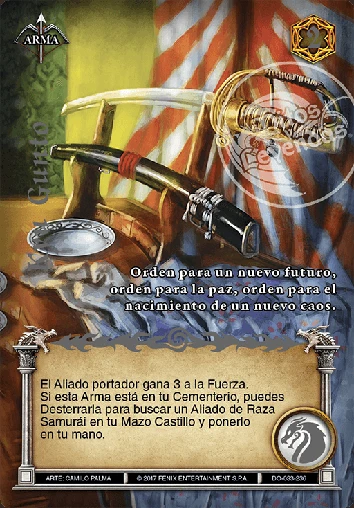 ARMA
Gunto
Orden para un nuevo futuro,
orden para la paz, orden para el
nacimiento de un nuevo caos.
El Aliado portador gana 3 a la Fuerza.
Si esta Arma está en tu Cementerio, puedes
Desterrarla para buscar un Aliado de Raza
Samurái en tu Mazo Castillo y ponerlo
en tu mano.
ARTE: CAMILO PALMA
© 2017 FENIX ENTERTAINMENT S.P.A.